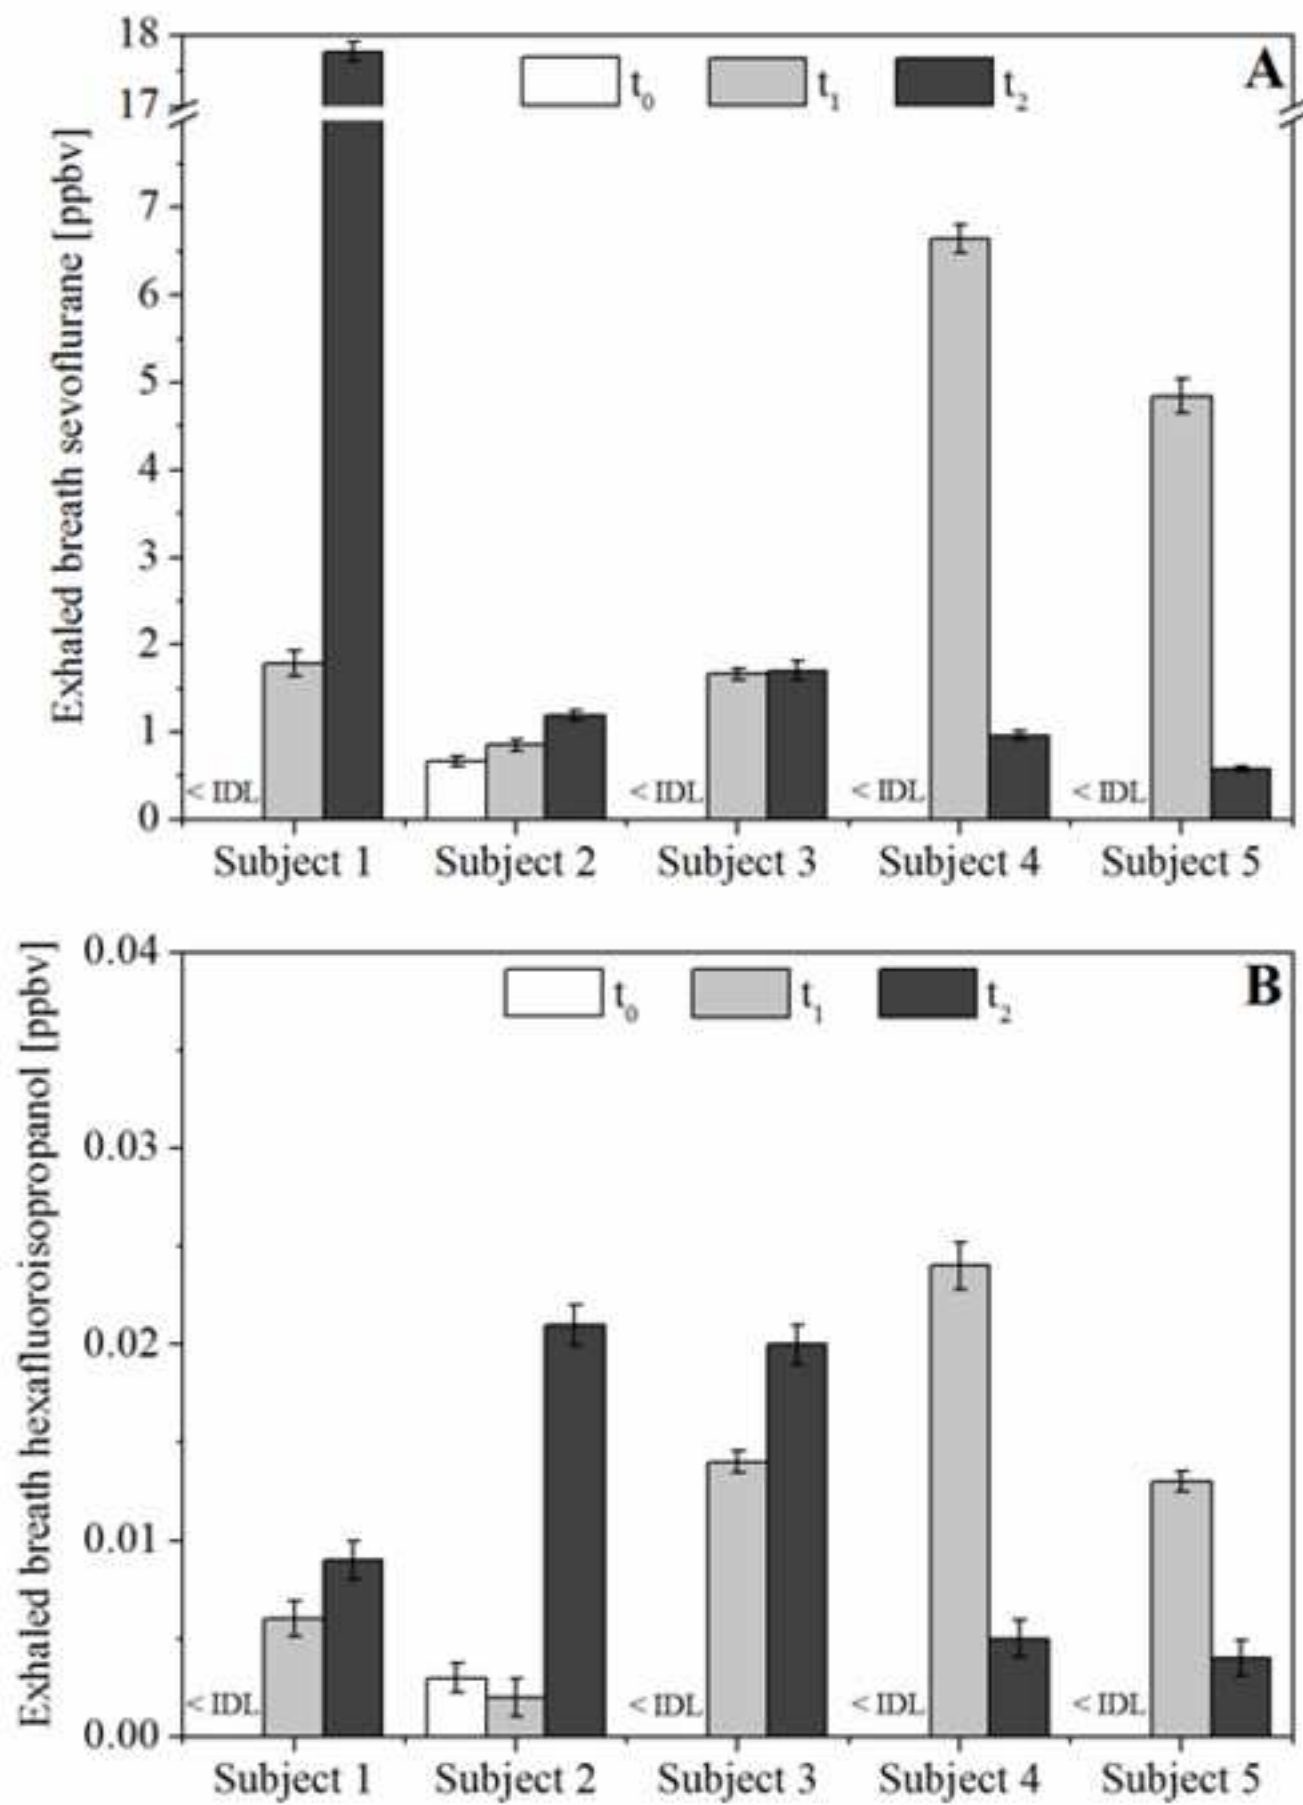 18
17
7
6
5
4
3
2
1
0
Exhaled breath sevoflurane [ppbv]
t0 t1 t2
A
< IDL < IDL < IDL < IDL
Subject 1 Subject 2 Subject 3 Subject 4 Subject 5
0.04
0.03
0.02
0.01
0.00
Exhaled breath hexafluoroisopropanol [ppbv]
t0 t1 t2
B
< IDL < IDL < IDL < IDL
Subject 1 Subject 2 Subject 3 Subject 4 Subject 5